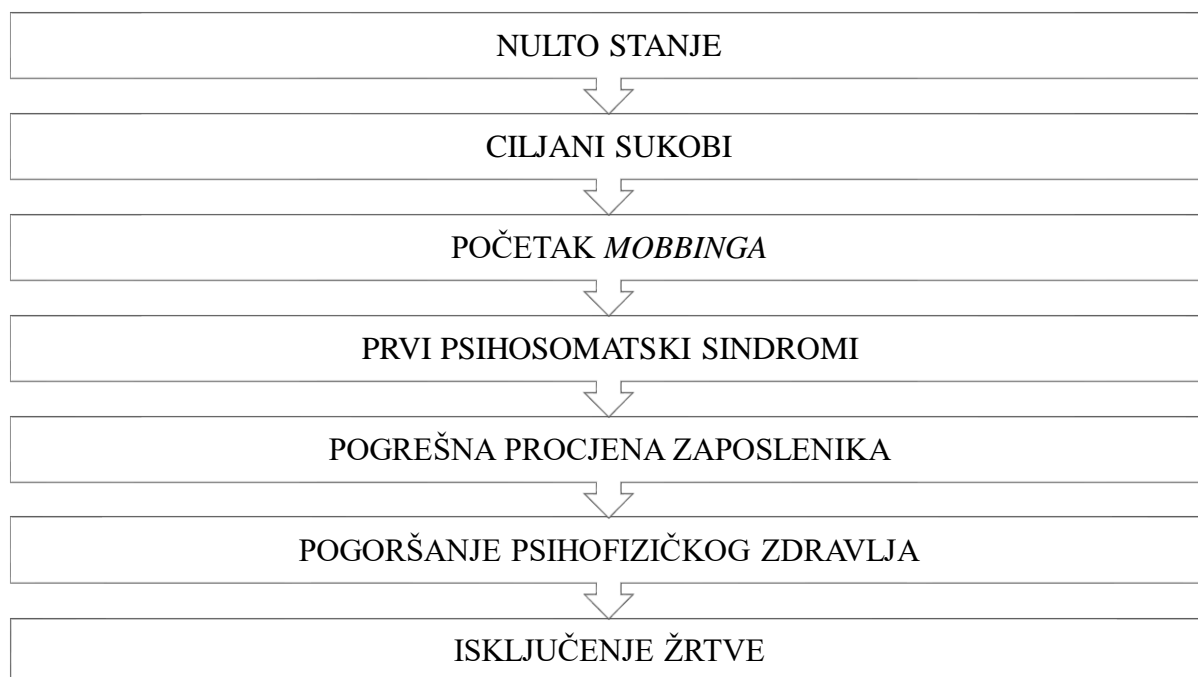 NULTO STANJE
CILJANI SUKOBI
POČETAK MOBBINGA
PRVI PSIHOSOMATSKI SINDROMI
POGREŠNA PROCJENA ZAPOSLENIKA
POGORŠANJE PSIHOFIZIČKOG ZDRAVLJA
ISKLJUČENJE ŽRTVE